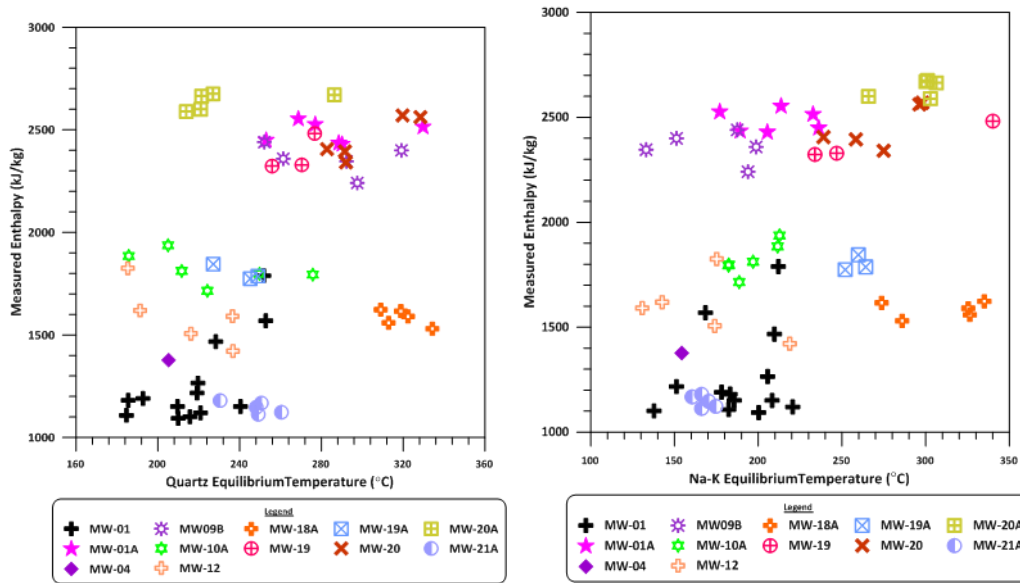 3000
2500
2000
1500
1000
Measured Enthalpy (kJ/kg)
160 200 240 280 320 360
Quartz EquilibriumTemperature (°C)
Legend
MW-01 MW09B MW-18A MW-19A MW-20A
MW-01A MW-10A MW-19 MW-20 MW-21A
MW-04 MW-12
3000
2500
2000
1500
1000
Measured Enthalpy (kJ/kg)
100 150 200 250 300 350
Na-K EquilibriumTemperature (°C)
Legend
MW-01 MW09B MW-18A MW-19A MW-20A
MW-01A MW-10A MW-19 MW-20 MW-21A
MW-04 MW-12